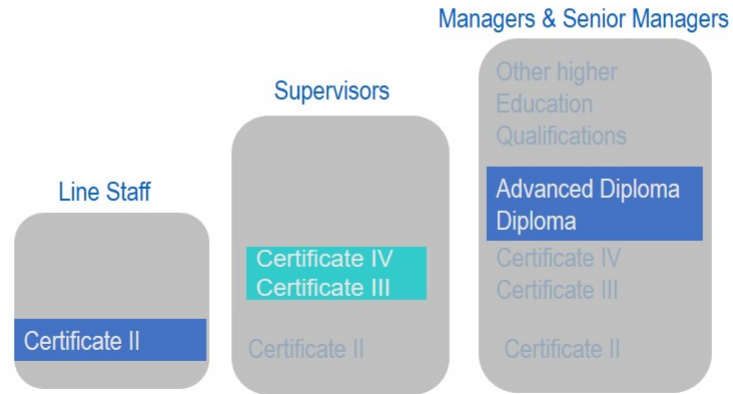 Line Staff
Certificate II
Supervisors
Certificate IV
Certificate III
Certificate II
Managers & Senior Managers
Other higher
Education
Qualifications
Advanced Diploma
Diploma
Certificate IV
Certificate III
Certificate II